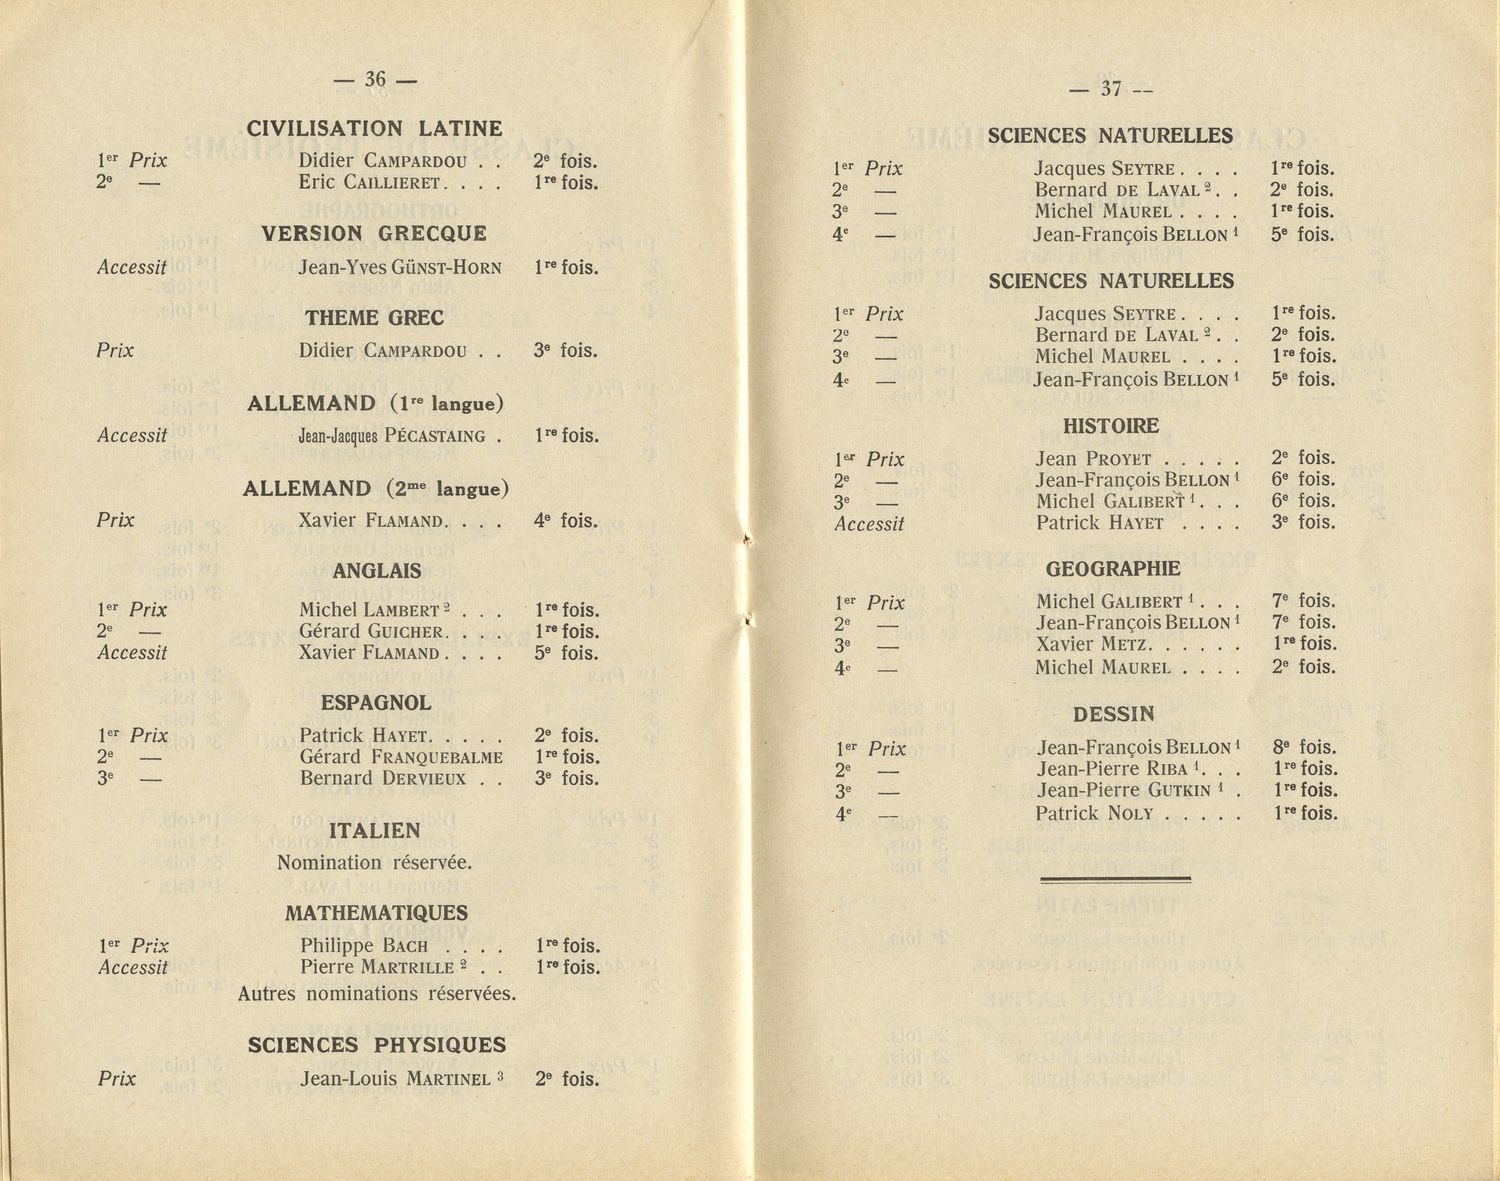 — 36 —
CIVILISATION LATINE
1er Prix Didier CAMPARDOU . . 2e fois.
2e — Eric CAILLIERET. . . . 1re fois.
VERSION GRECQUE
Accessit Jean-Yves GÜNST-HORN 1re fois.
THEME GREC
Prix Didier CAMPARDOU . . 3e fois.
ALLEMAND (1re langue)
Accessit Jean-Jacques PÉCASTAING . 1re fois.
ALLEMAND (2me langue)
Prix Xavier FLAMAND. . . . 4e fois.
ANGLAIS
1er Prix Michel LAMBERT 2 . . . 1re fois.
2e — Gérard GUICHER. . . . 1re fois.
Accessit Xavier FLAMAND . . . . 5e fois.
ESPAGNOL
1er Prix Patrick HAYET. . . . . 2e fois.
2e — Gérard FRANQUEBALME 1re fois.
3e — Bernard DERVIEUX . . 3e fois.
ITALIEN
Nomination réservée.
MATHEMATIQUES
1er Prix Philippe BACH . . . . 1re fois.
Accessit Pierre MARTRILLE 2 . . 1re fois.
Autres nominations réservées.
SCIENCES PHYSIQUES
Prix Jean-Louis MARTINEL 3 2e fois.
— 37 --
SCIENCES NATURELLES
1er Prix Jacques SEYTRE . . . . 1re fois.
2e — Bernard DE LAVAL 2 . . 2e fois.
3e — Michel MAUREL . . . . 1re fois.
4e — Jean-François BELLON 1 5e fois.
SCIENCES NATURELLES
1er Prix Jacques SEYTRE . . . . 1re fois.
2e — Bernard DE LAVAL 2 . . 2e fois.
3e — Michel MAUREL . . . . 1re fois.
4e — Jean-François BELLON 1 5e fois.
HISTOIRE
1er Prix Jean PROYET . . . . . 2e fois.
2e — Jean-François BELLON 1 6e fois.
3e — Michel GALIBERT 1 . . . 6e fois.
Accessit Patrick HAYET . . . . 3e fois.
GEOGRAPHIE
1er Prix Michel GALIBERT 1 . . . 7e fois.
2e — Jean-François BELLON 1 7e fois.
3e — Xavier METZ. . . . . . 1re fois.
4e — Michel MAUREL . . . . 2e fois.
DESSIN
1er Prix Jean-François BELLON 1 8e fois.
2e — Jean-Pierre RIBA 1. . . 1re fois.
3e — Jean-Pierre GUTKIN 1 . 1re fois.
4e — Patrick NOLY . . . . . 1re fois.